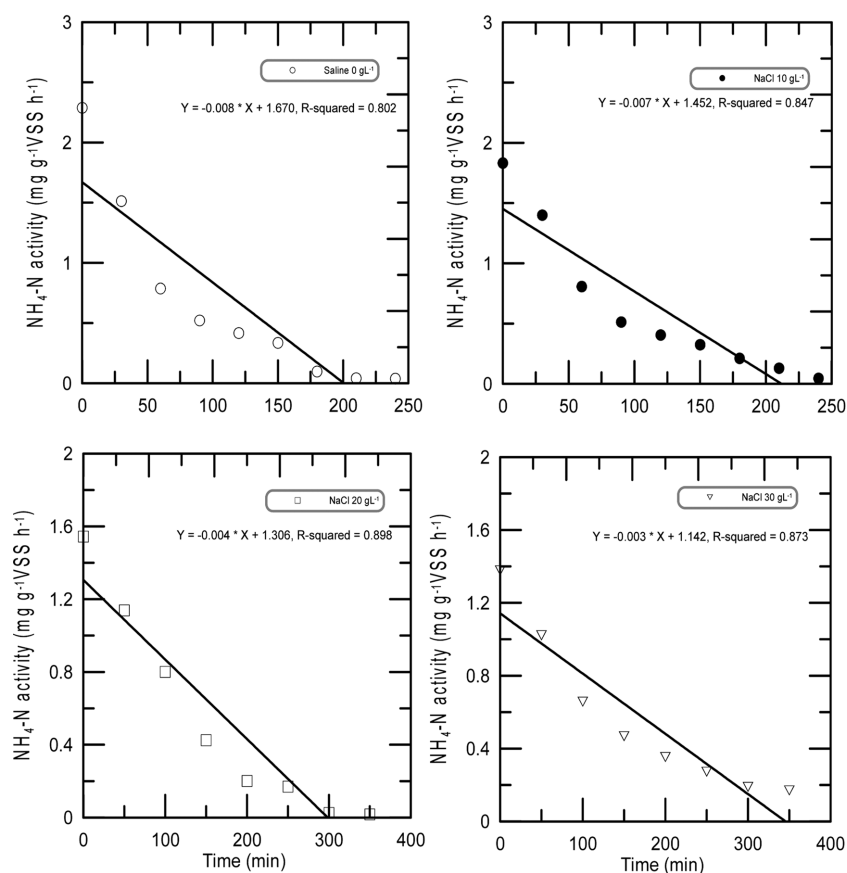 3
2
1
0
NH₄-N activity (mg g⁻¹VSS h⁻¹)
Saline 0 gL⁻¹
Y = -0.008 * X + 1.670, R-squared = 0.802
0 50 100 150 200 250
3
2
1
0
NH₄-N activity (mg g⁻¹VSS h⁻¹)
NaCl 10 gL⁻¹
Y = -0.007 * X + 1.452, R-squared = 0.847
0 50 100 150 200 250
2
1.6
1.2
0.8
0.4
0
NH₄-N activity (mg g⁻¹VSS h⁻¹)
NaCl 20 gL⁻¹
Y = -0.004 * X + 1.306, R-squared = 0.898
0 100 200 300 400
Time (min)
2
1.6
1.2
0.8
0.4
0
NH₄-N activity (mg g⁻¹VSS h⁻¹)
NaCl 30 gL⁻¹
Y = -0.003 * X + 1.142, R-squared = 0.873
0 100 200 300 400
Time (min)